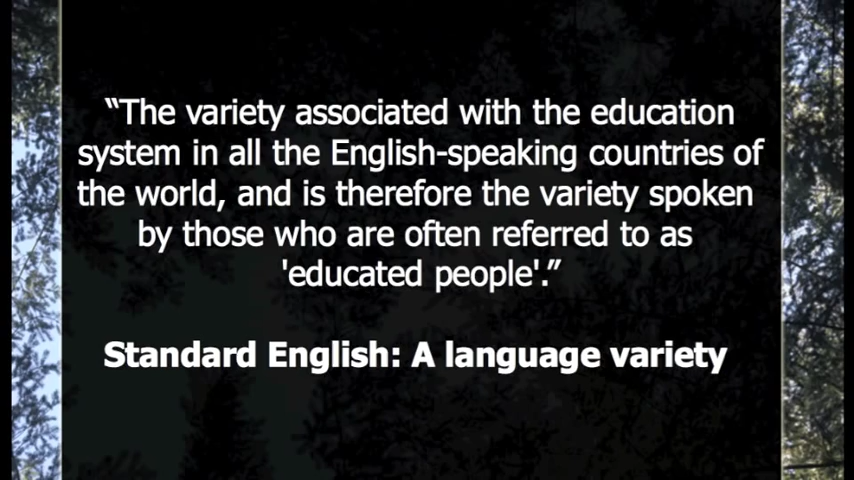 “The variety associated with the education
system in all the English-speaking countries of
the world, and is therefore the variety spoken
by those who are often referred to as
'educated people'.”
Standard English: A language variety